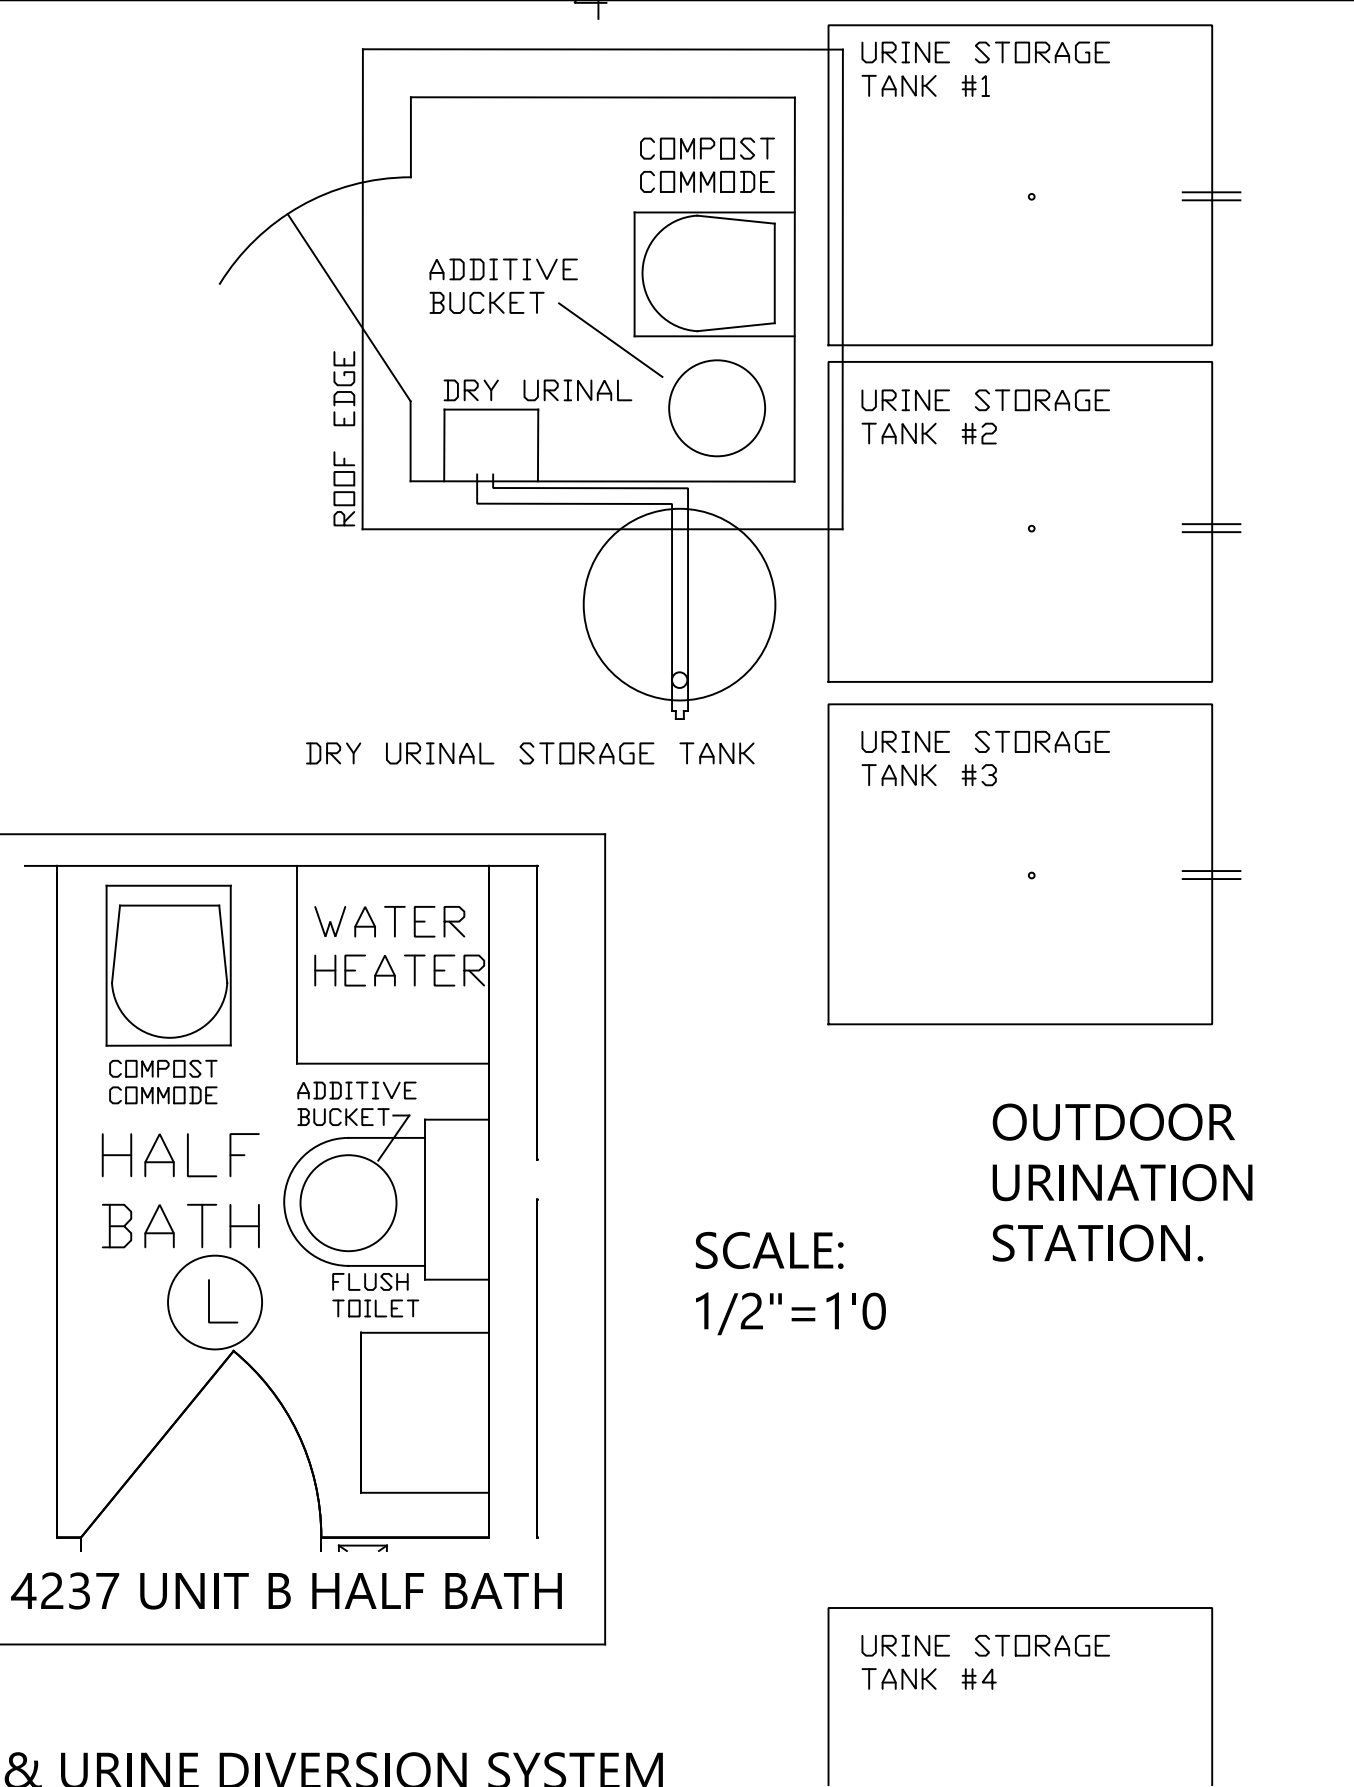 URINE STORAGE
TANK #1
COMPOST
COMMODE
ADDITIVE
BUCKET
DRY URINAL
ROOF EDGE
URINE STORAGE
TANK #2
DRY URINAL STORAGE TANK
URINE STORAGE
TANK #3
WATER
HEATER
COMPOST
COMMODE
ADDITIVE
BUCKET
HALF
BATH
L
FLUSH
TOILET
4237 UNIT B HALF BATH
SCALE:
1/2"=1'0
OUTDOOR
URINATION
STATION.
URINE STORAGE
TANK #4
& URINE DIVERSION SYSTEM